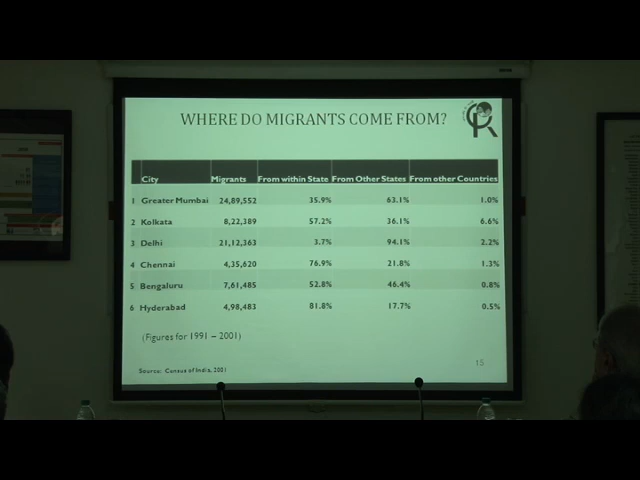 WHERE DO MIGRANTS COME FROM?
City Migrants From within State From Other States From other Countries
1 Greater Mumbai 24,89,552 35.9% 63.1% 1.0%
2 Kolkata 8,22,389 57.2% 36.1% 6.6%
3 Delhi 21,12,363 3.7% 94.1% 2.2%
4 Chennai 4,35,620 76.9% 21.8% 1.3%
5 Bengaluru 7,61,485 52.8% 46.4% 0.8%
6 Hyderabad 4,98,483 81.8% 17.7% 0.5%
(Figures for 1991 – 2001)
15
Source: Census of India, 2001